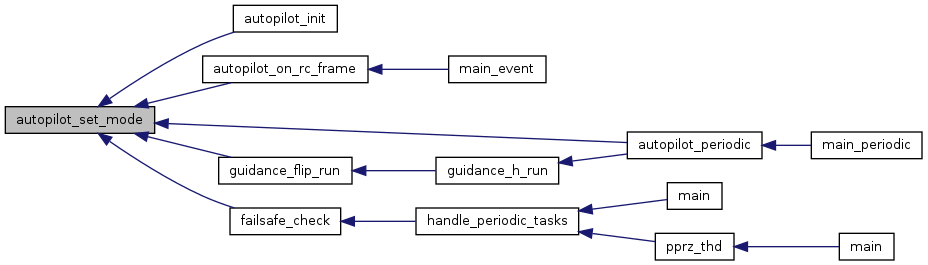 autopilot_init
autopilot_on_rc_frame
main_event
autopilot_set_mode
autopilot_periodic
main_periodic
guidance_flip_run
guidance_h_run
main
failsafe_check
handle_periodic_tasks
pprz_thd
main